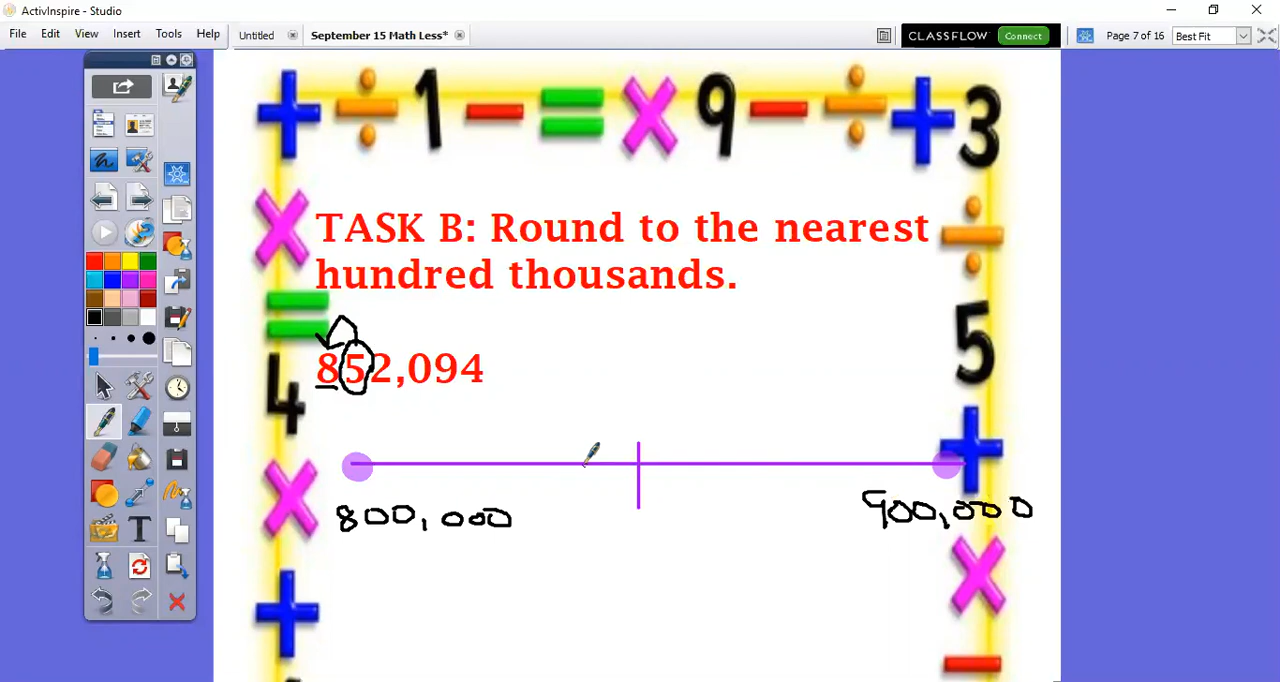 ActivInspire - Studio
File Edit View Insert Tools Help
Untitled
September 15 Math Less*
CLASSFLOW Connect
Page 7 of 16
Best Fit
1 9 3
TASK B: Round to the nearest
hundred thousands.
5
852,094
4
800,000
900,000
T